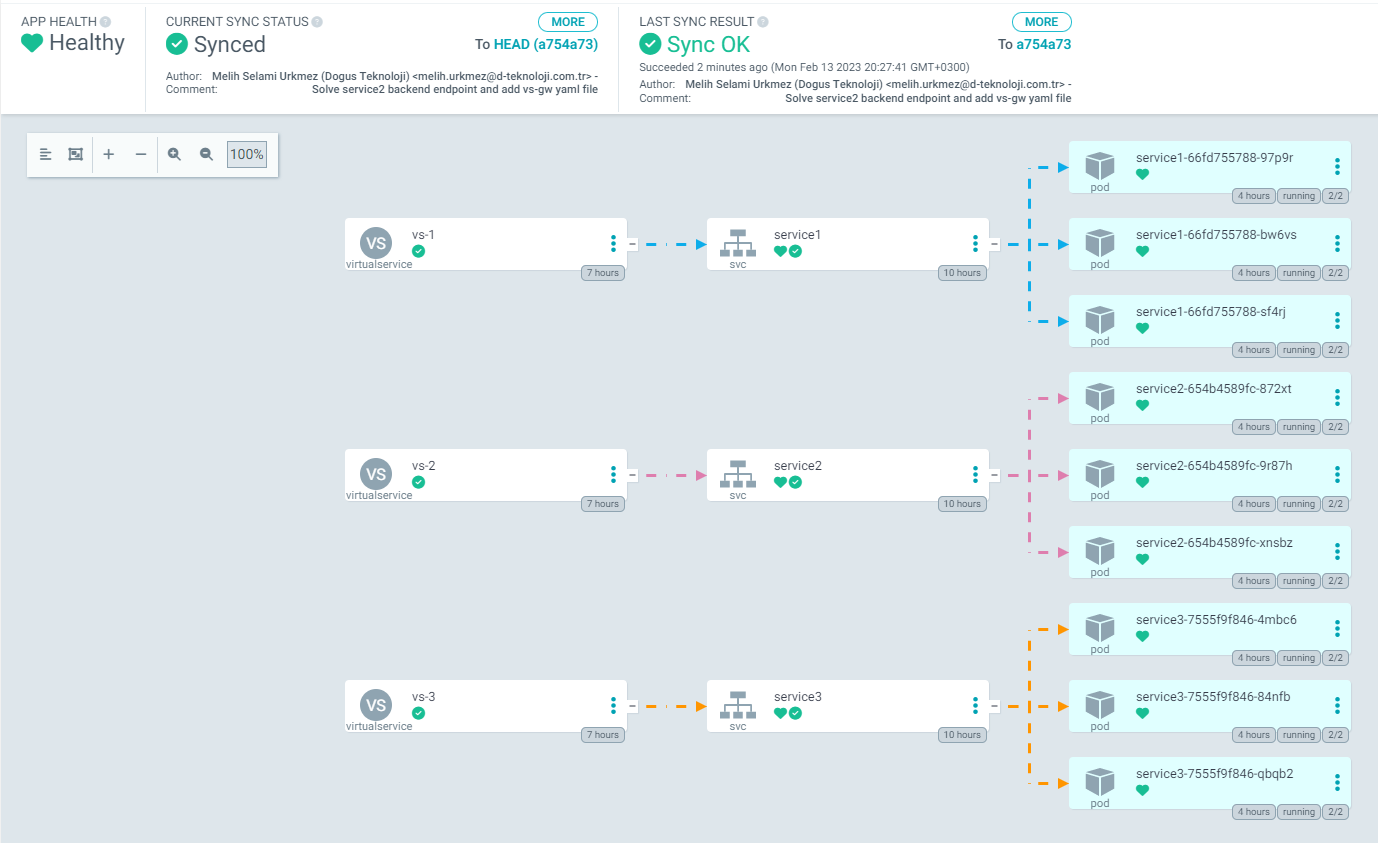 APP HEALTH
Healthy
CURRENT SYNC STATUS
MORE
Synced
To HEAD (a754a73)
Author: Melih Selami Urkmez (Dogus Teknoloji) <melih.urkmez@d-teknoloji.com.tr> -
Comment: Solve service2 backend endpoint and add vs-gw yaml file
LAST SYNC RESULT
MORE
Sync OK
To a754a73
Succeeded 2 minutes ago (Mon Feb 13 2023 20:27:41 GMT+0300)
Author: Melih Selami Urkmez (Dogus Teknoloji) <melih.urkmez@d-teknoloji.com.tr> -
Comment: Solve service2 backend endpoint and add vs-gw yaml file
100%
service1-66fd755788-97p9r
pod
4 hours running 2/2
VS
vs-1
virtualservice
7 hours
service1
svc
10 hours
service1-66fd755788-bw6vs
pod
4 hours running 2/2
service1-66fd755788-sf4rj
pod
4 hours running 2/2
service2-654b4589fc-872xt
pod
4 hours running 2/2
VS
vs-2
virtualservice
7 hours
service2
svc
10 hours
service2-654b4589fc-9r87h
pod
4 hours running 2/2
service2-654b4589fc-xnsbz
pod
4 hours running 2/2
service3-7555f9f846-4mbc6
pod
4 hours running 2/2
VS
vs-3
virtualservice
7 hours
service3
svc
10 hours
service3-7555f9f846-84nfb
pod
4 hours running 2/2
service3-7555f9f846-qbqb2
pod
4 hours running 2/2